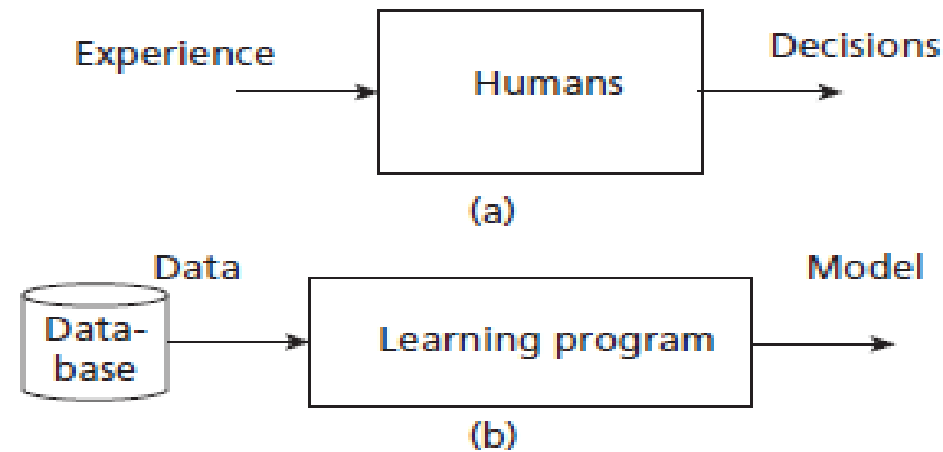 Experience
Humans
Decisions
(a)
Data
Model
Data-
base
Learning program
(b)